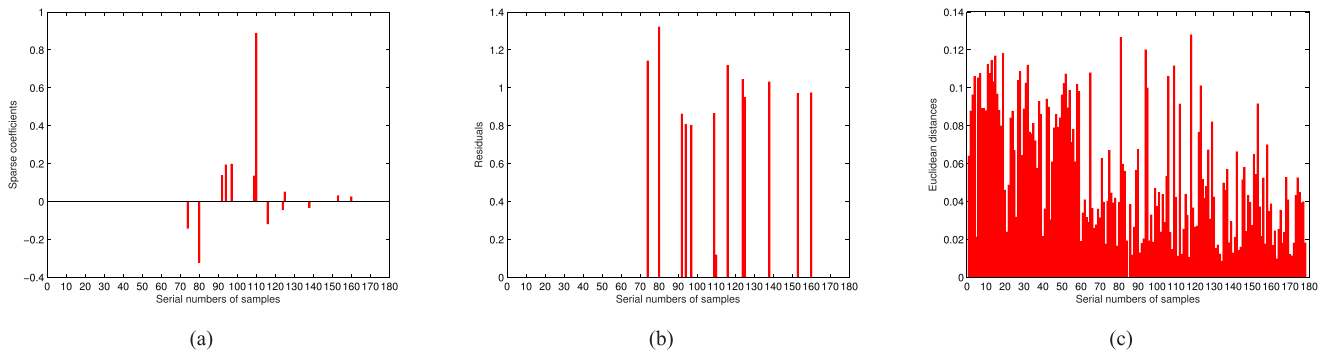 1
0.8
0.6
0.4
0.2
0
−0.2
−0.4
Sparse coefficients
0 10 20 30 40 50 60 70 80 90 100 110 120 130 140 150 160 170 180
Serial numbers of samples
(a)
1.4
1.2
1
0.8
0.6
0.4
0.2
0
Residuals
0 10 20 30 40 50 60 70 80 90 100 110 120 130 140 150 160 170 180
Serial numbers of samples
(b)
0.14
0.12
0.1
0.08
0.06
0.04
0.02
0
Euclidean distances
0 10 20 30 40 50 60 70 80 90 100 110 120 130 140 150 160 170 180
Serial numbers of samples
(c)